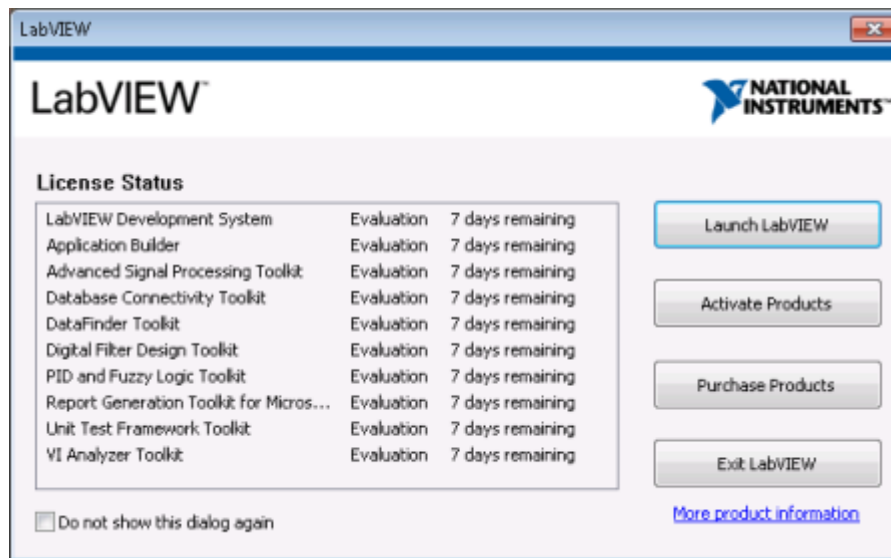 LabVIEW
LabVIEW™
NATIONAL
INSTRUMENTS™
License Status
LabVIEW Development System Evaluation 7 days remaining
Application Builder Evaluation 7 days remaining
Advanced Signal Processing Toolkit Evaluation 7 days remaining
Database Connectivity Toolkit Evaluation 7 days remaining
DataFinder Toolkit Evaluation 7 days remaining
Digital Filter Design Toolkit Evaluation 7 days remaining
PID and Fuzzy Logic Toolkit Evaluation 7 days remaining
Report Generation Toolkit for Micros... Evaluation 7 days remaining
Unit Test Framework Toolkit Evaluation 7 days remaining
VI Analyzer Toolkit Evaluation 7 days remaining
Launch LabVIEW
Activate Products
Purchase Products
Exit LabVIEW
More product information
Do not show this dialog again